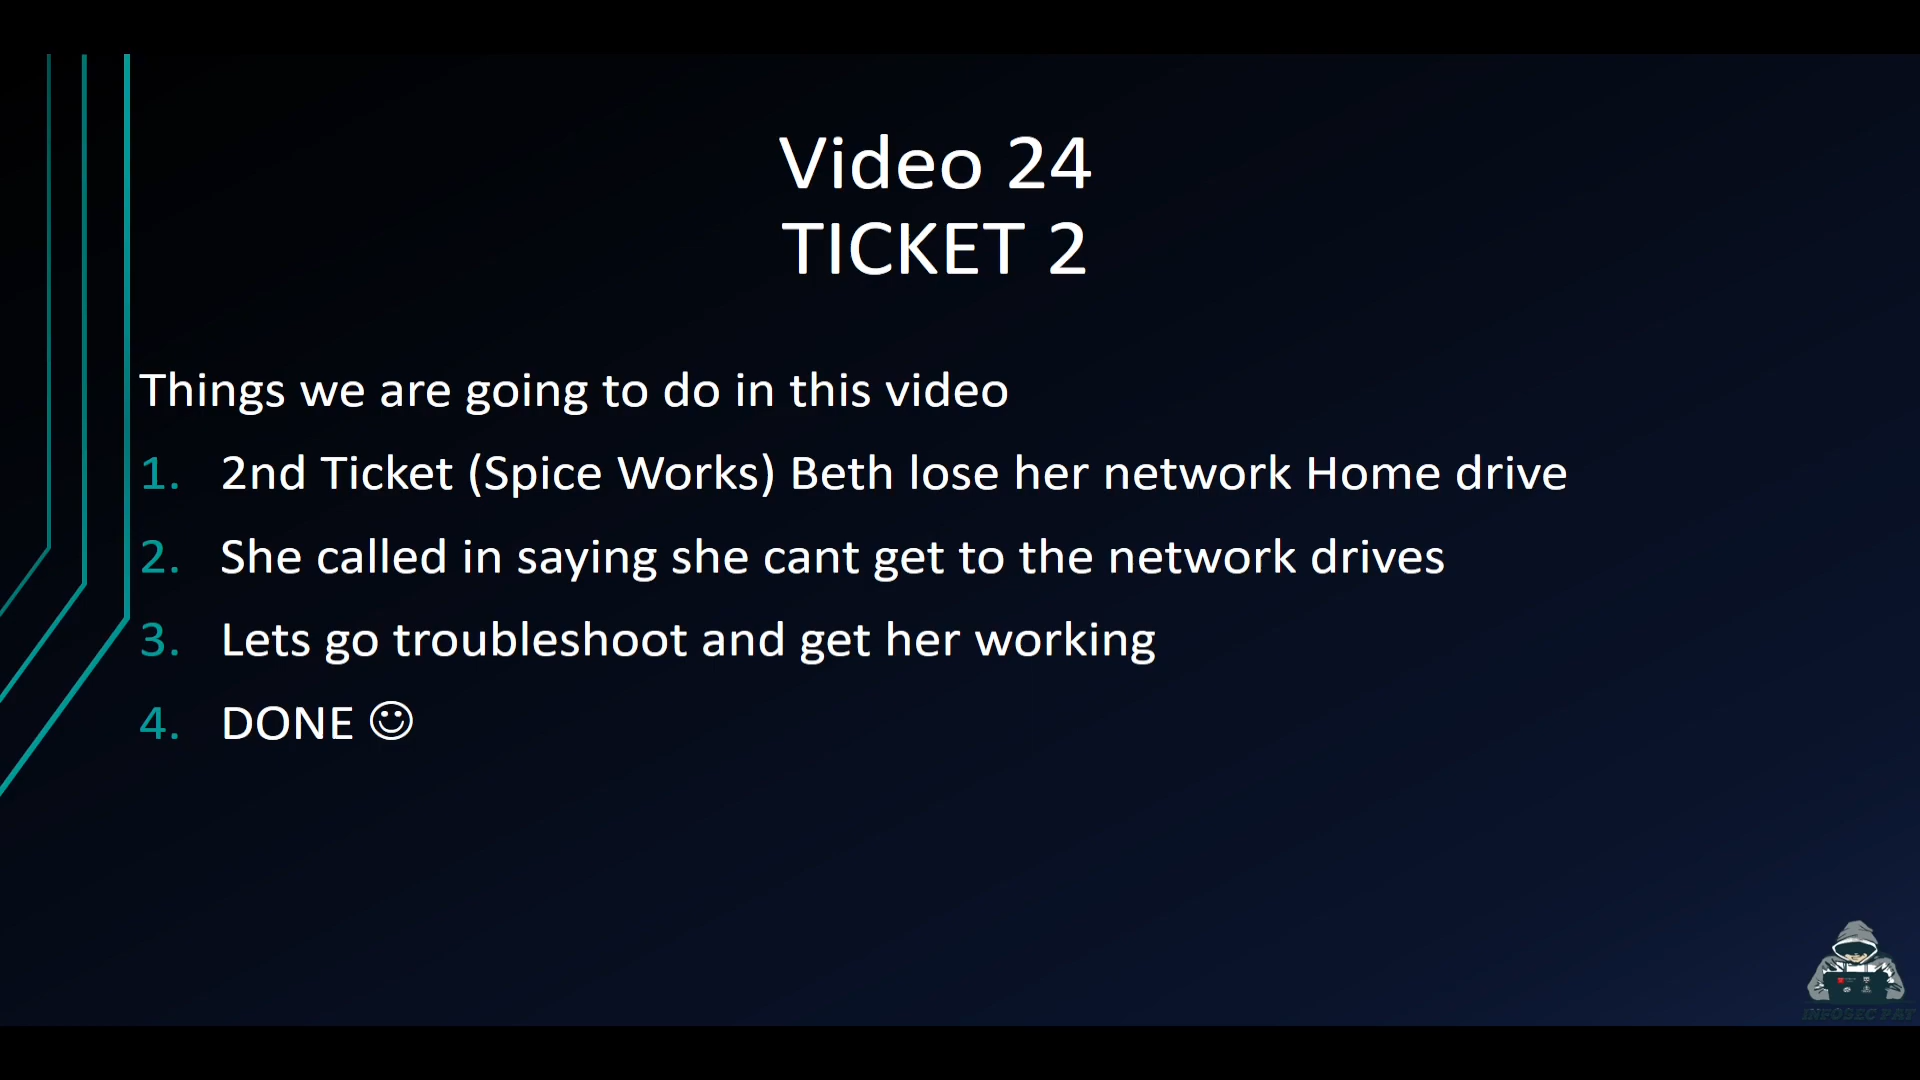 Video 24
TICKET 2
Things we are going to do in this video
1. 2nd Ticket (Spice Works) Beth lose her network Home drive
2. She called in saying she cant get to the network drives
3. Lets go troubleshoot and get her working
4. DONE ☺
INFOSEC PAT